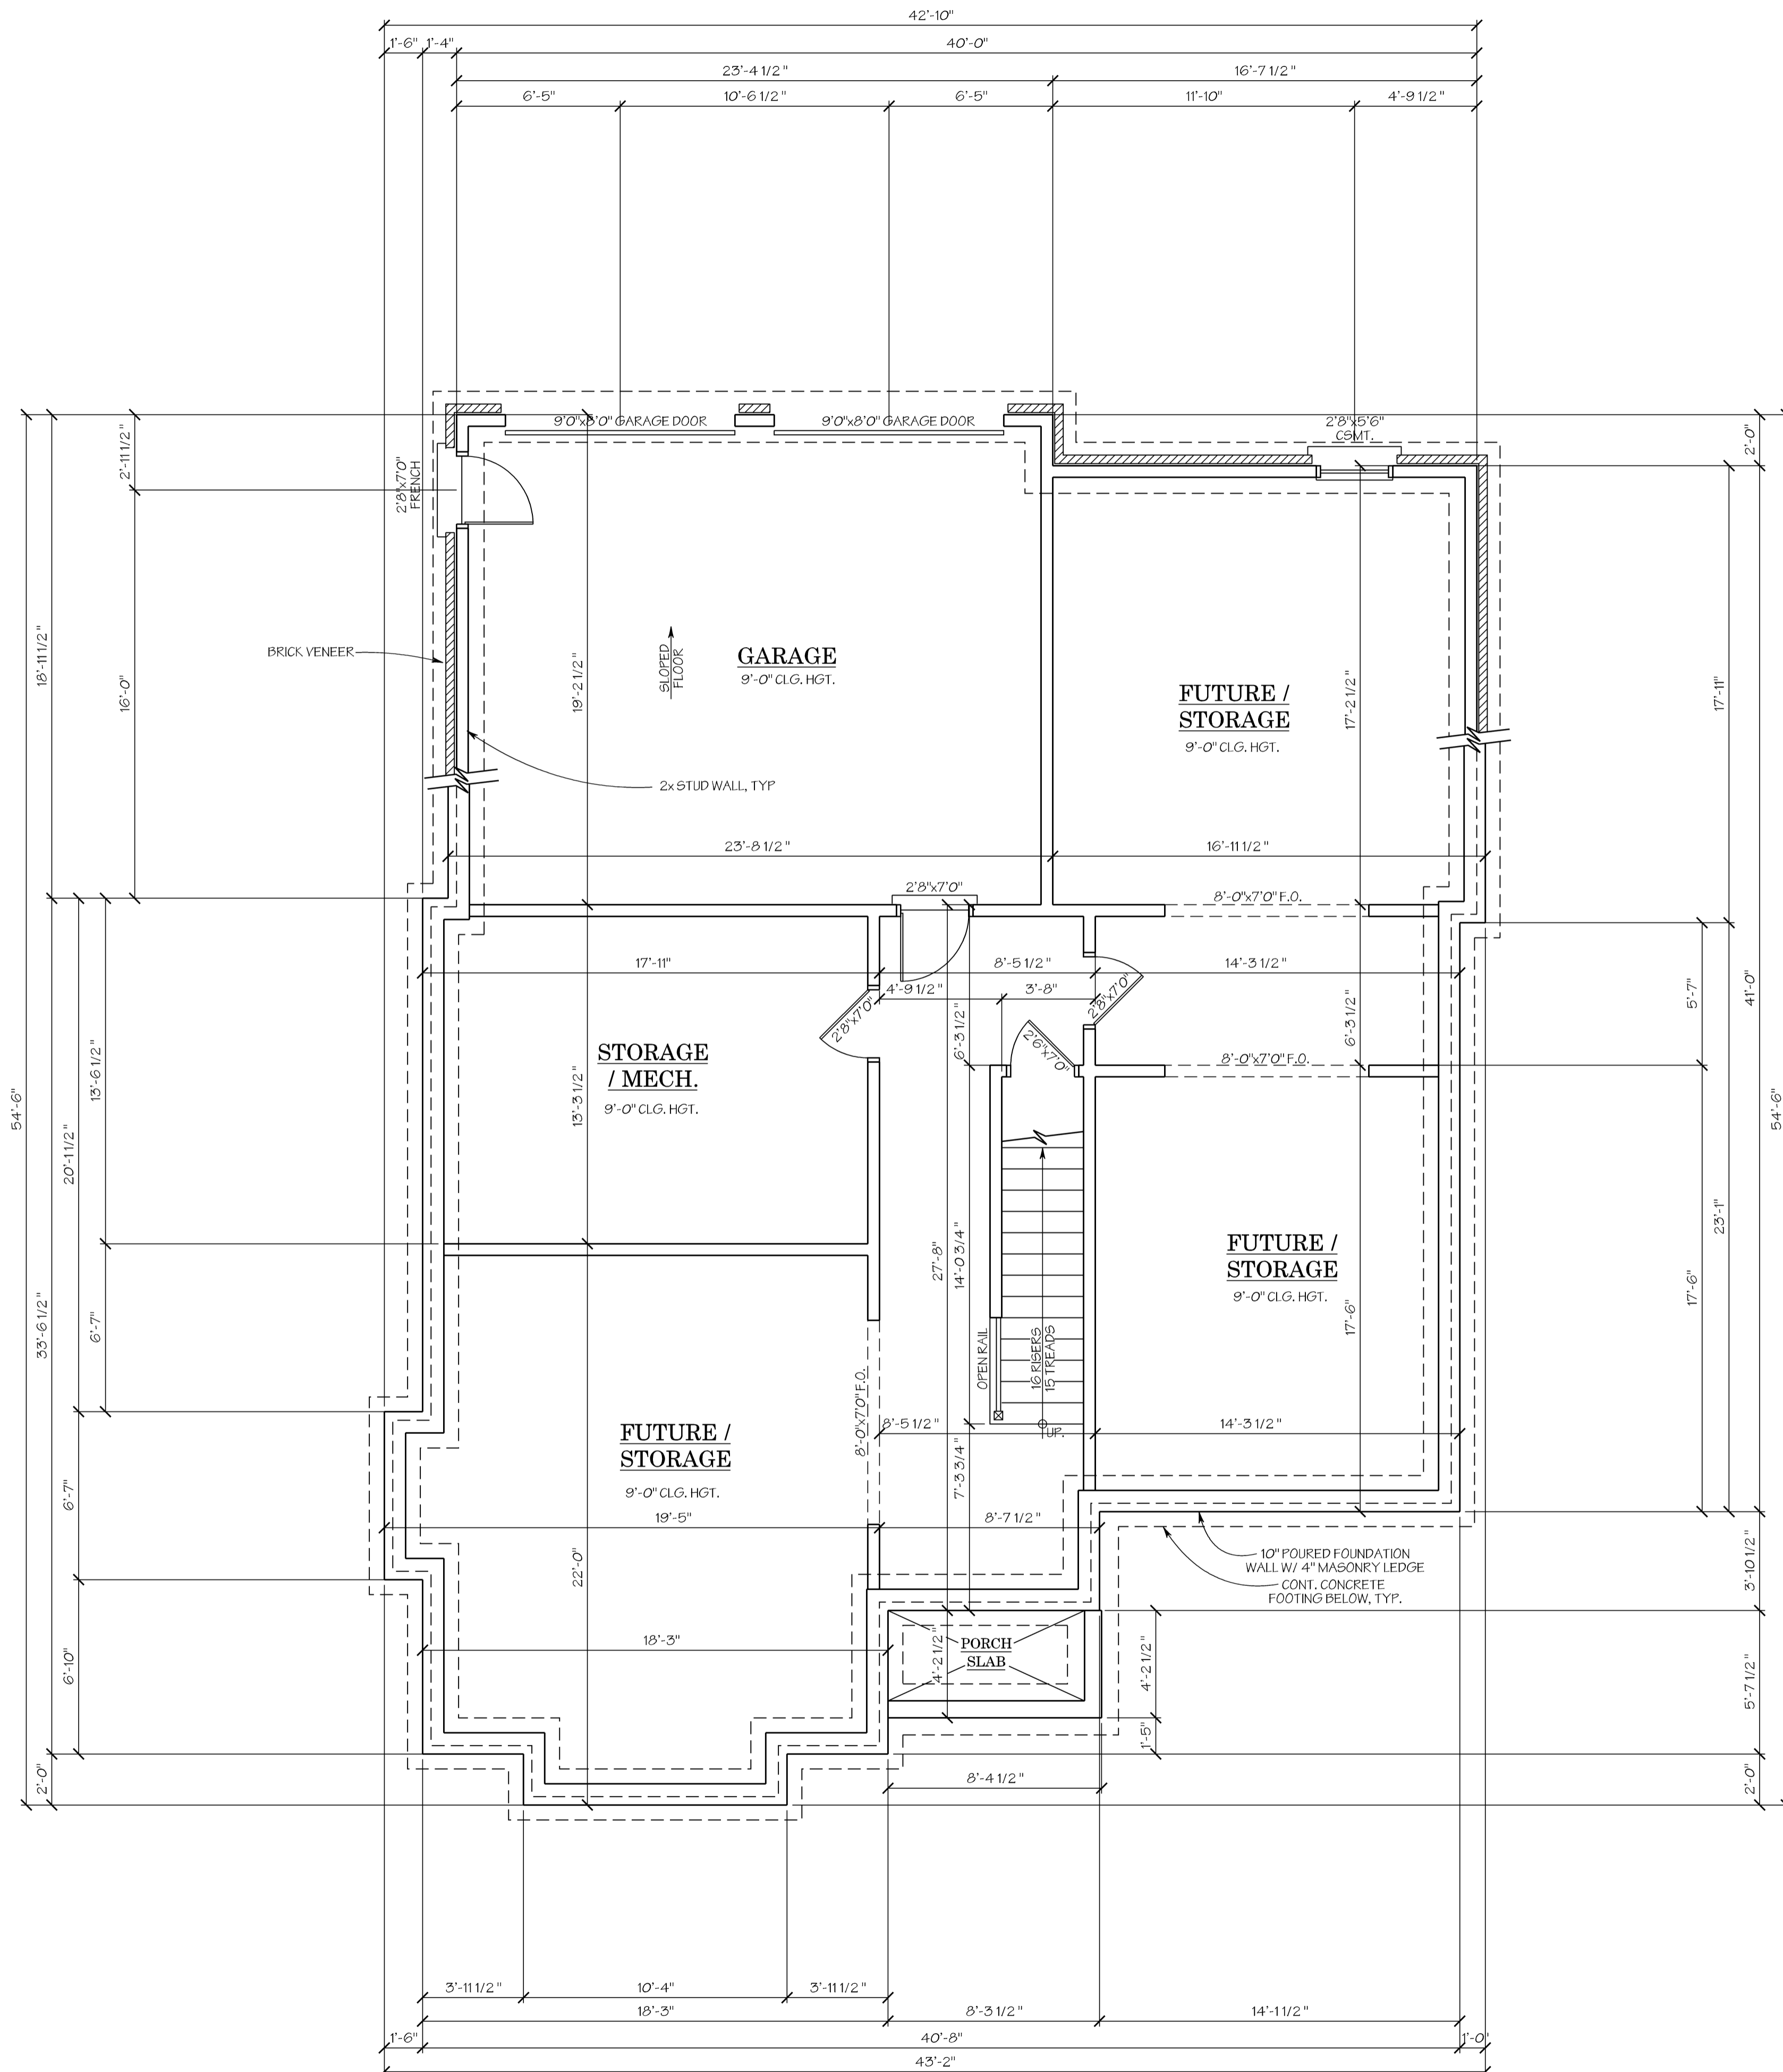 42'-10"
1'-6" 1'-4" 40'-0"
23'-4 1/2" 16'-7 1/2"
6'-5" 10'-6 1/2" 6'-5" 11'-10" 4'-9 1/2"
9'0"x8'0" GARAGE DOOR 9'0"x8'0" GARAGE DOOR
2'8"x5'6"
CSMT.
2'-0"
2'-11 1/2"
2'8"x7'0"
FRENCH
18'-11 1/2"
16'-0"
BRICK VENEER
19'-2 1/2"
SLOPED
FLOOR
GARAGE
9'-0" CLG. HGT.
FUTURE /
STORAGE
9'-0" CLG. HGT.
17'-2 1/2"
17'-11"
2x STUD WALL, TYP
23'-8 1/2" 16'-11 1/2"
2'8"x7'0"
8'-0"x7'0" F.O.
17'-11" 8'-5 1/2" 14'-3 1/2"
4'-9 1/2" 3'-8"
2'8"x7'0"
2'8"x7'0"
2'6"x7'0"
6'-3 1/2"
6'-3 1/2"
5'-7"
41'-0"
8'-0"x7'0" F.O.
STORAGE
/ MECH.
9'-0" CLG. HGT.
13'-3 1/2"
13'-6 1/2"
54'-6"
54'-6"
20'-11 1/2"
27'-8"
14'-0 3/4"
FUTURE /
STORAGE
9'-0" CLG. HGT.
17'-6"
17'-6"
23'-1"
6'-7"
33'-6 1/2"
OPEN RAIL
16 RISERS
15 TREADS
UP.
8'-0"x7'0" F.O.
8'-5 1/2" 14'-3 1/2"
FUTURE /
STORAGE
9'-0" CLG. HGT.
7'-3 3/4"
6'-7"
19'-5" 8'-7 1/2"
22'-0"
10" POURED FOUNDATION
WALL W/ 4" MASONRY LEDGE
CONT. CONCRETE
FOOTING BELOW, TYP.
3'-10 1/2"
18'-3"
6'-10"
4'-2 1/2"
PORCH
SLAB
4'-2 1/2"
5'-7 1/2"
1'-5"
8'-4 1/2"
2'-0"
2'-0"
3'-11 1/2" 10'-4" 3'-11 1/2"
18'-3" 8'-3 1/2" 14'-1 1/2"
1'-6" 40'-8" 1'-0"
43'-2"